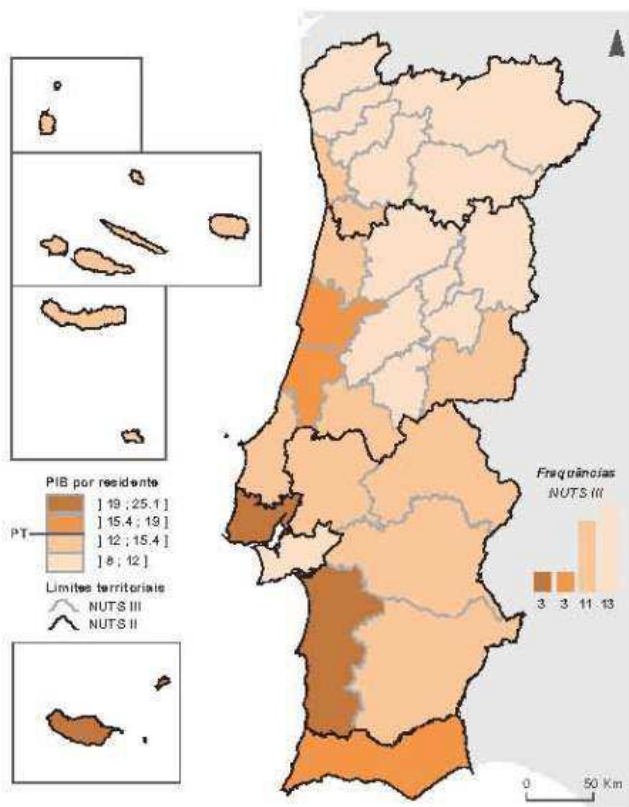 PIB por residente
] 19 ; 25.1 ]
] 15.4 ; 19 ]
PT
] 12 ; 15.4 ]
] 8 ; 12 ]
Limites territoriais
NUTS III
NUTS II
Frequências
NUTS III
3 3 11 13
0 50 Km